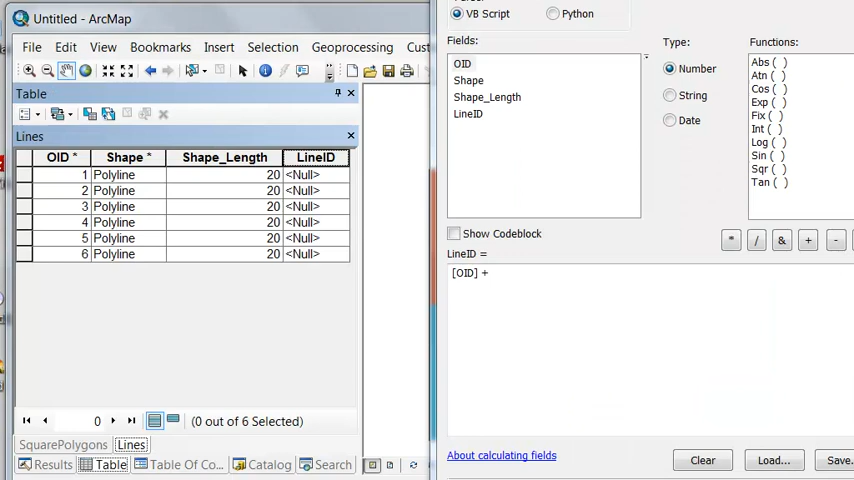 Untitled - ArcMap
File Edit View Bookmarks Insert Selection Geoprocessing Cust
Table
Lines
OID * Shape * Shape_Length LineID
1 Polyline 20 <Null>
2 Polyline 20 <Null>
3 Polyline 20 <Null>
4 Polyline 20 <Null>
5 Polyline 20 <Null>
6 Polyline 20 <Null>
0 (0 out of 6 Selected)
SquarePolygons Lines
Results Table Table Of Co... Catalog Search
VB Script Python
Fields: Type: Functions:
OID
Shape
Shape_Length
LineID
Number
String
Date
Abs ( )
Atn ( )
Cos ( )
Exp ( )
Fix ( )
Int ( )
Log ( )
Sin ( )
Sqr ( )
Tan ( )
Show Codeblock * / & + -
LineID =
[OID] +
About calculating fields
Clear Load... Save.